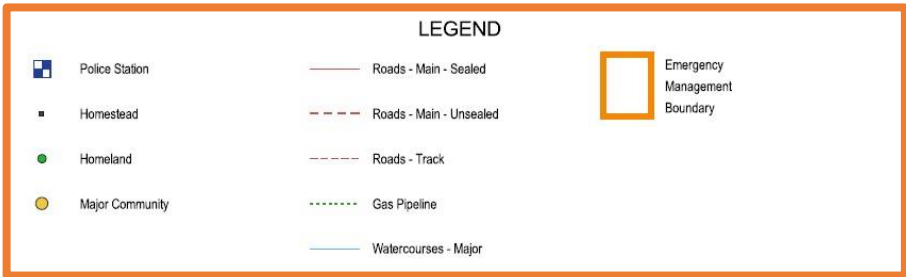 LEGEND
Police Station
Homestead
Homeland
Major Community
Roads - Main - Sealed
Roads - Main - Unsealed
Roads - Track
Gas Pipeline
Watercourses - Major
Emergency
Management
Boundary